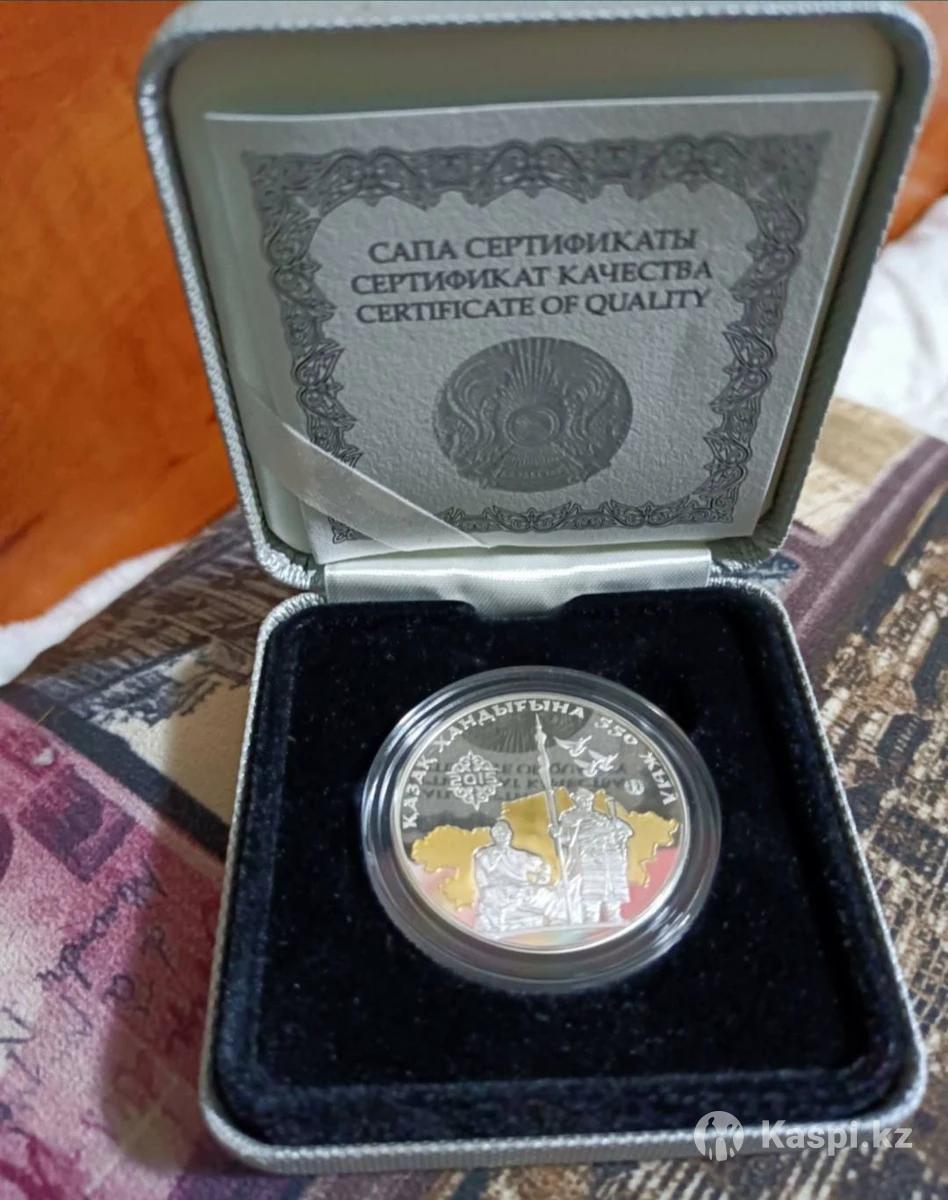 САПА СЕРТИФИКАТЫ
СЕРТИФИКАТ КАЧЕСТВА
CERTIFICATE OF QUALITY
ҚАЗАҚ ХАНДЫҒЫНА 550 ЖЫЛ
2015
Kaspi.kz